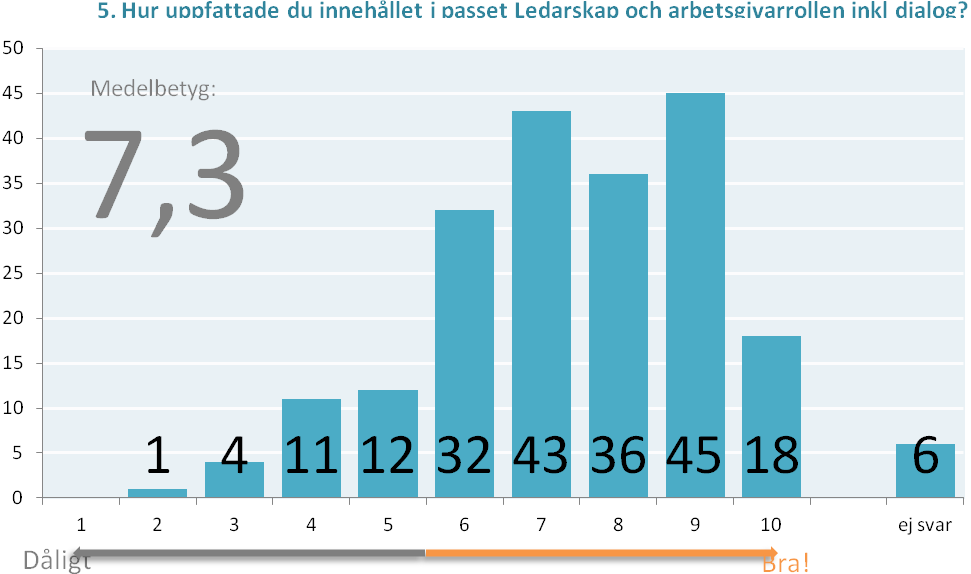 5. Hur uppfattade du innehållet i passet Ledarskap och arbetsgivarrollen inkl dialog?
50
Medelbetyg:
45
7,3
40
35
30
25
20
15
10
5
0
1 4 11 12 32 43 36 45 18 6
1 2 3 4 5 6 7 8 9 10 ej svar
Dåligt Bra!